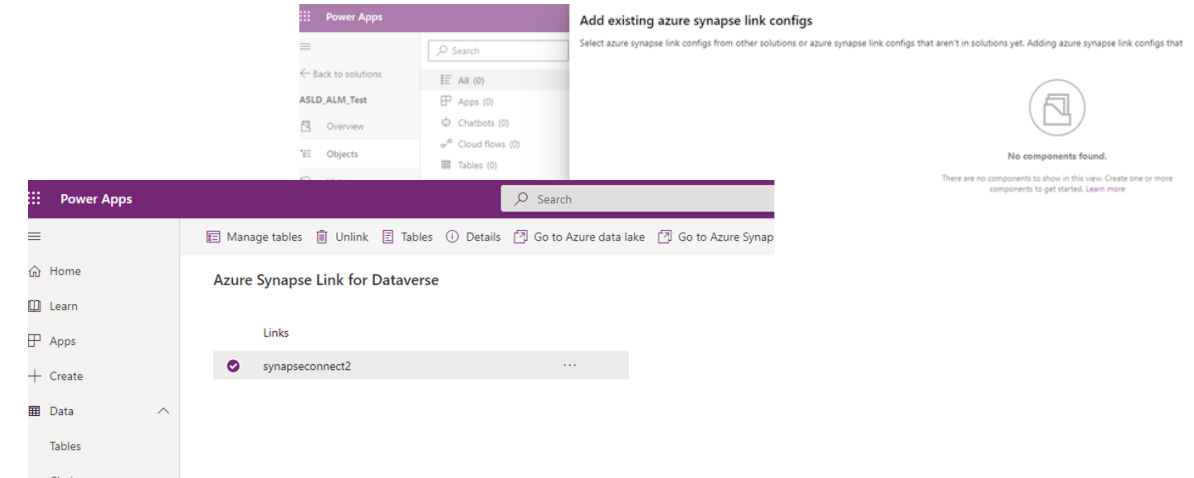 Power Apps
Search
Back to solutions
ASLD_ALM_Test
Overview
Objects
All (0)
Apps (0)
Chatbots (0)
Cloud flows (0)
Tables (0)
Add existing azure synapse link configs
Select azure synapse link configs from other solutions or azure synapse link configs that aren't in solutions yet. Adding azure synapse link configs that
No components found.
There are no components to show in this view. Create one or more
components to get started. Learn more
Power Apps
Search
Manage tables Unlink Tables Details Go to Azure data lake Go to Azure Synap
Home
Learn
Apps
Create
Data
Tables
Azure Synapse Link for Dataverse
Links
synapseconnect2 ...